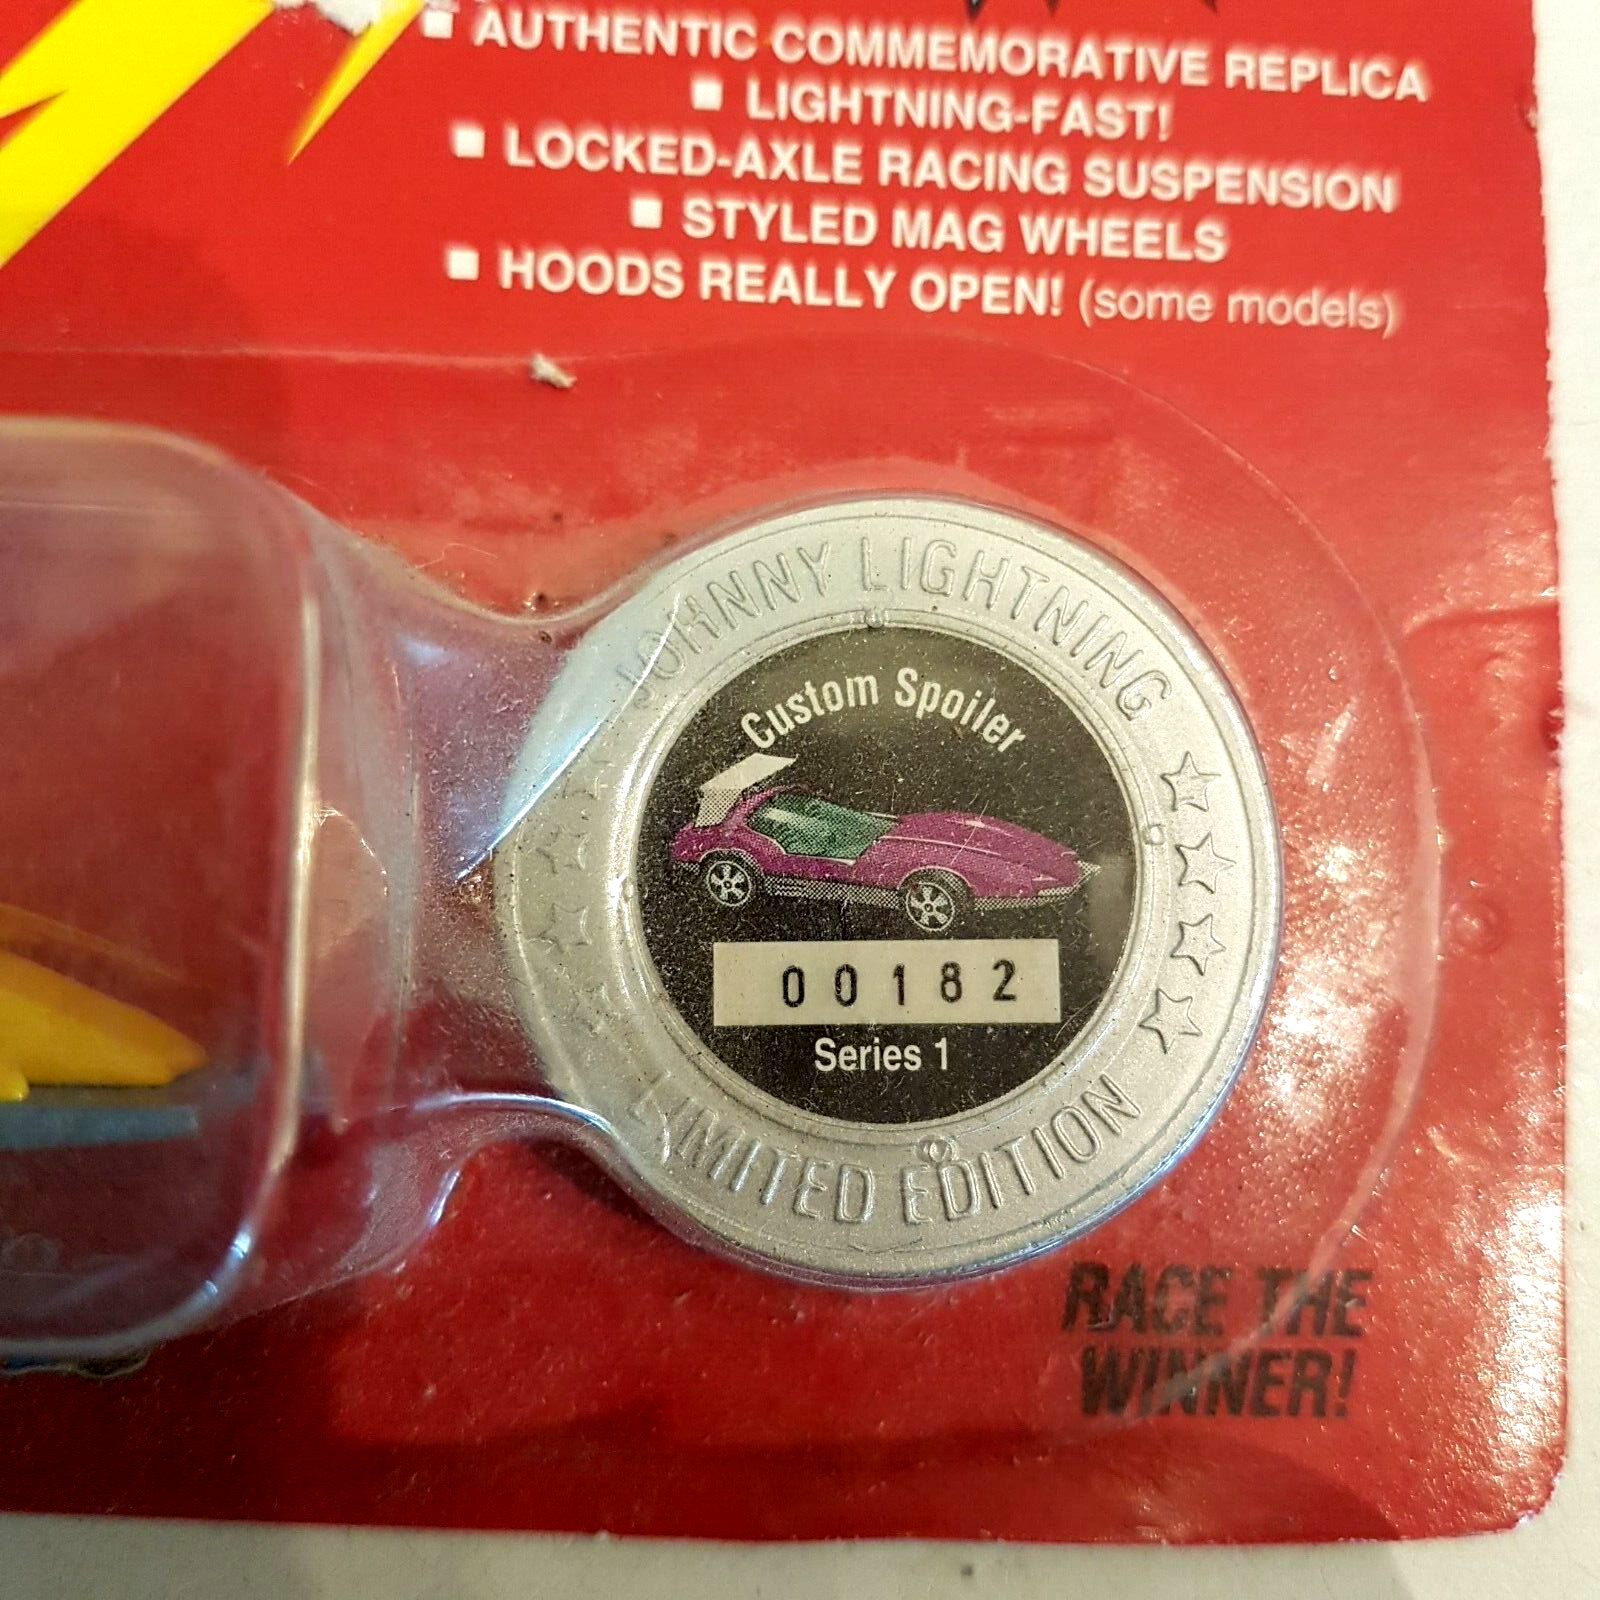 ■ AUTHENTIC COMMEMORATIVE REPLICA
■ LIGHTNING-FAST!
■ LOCKED-AXLE RACING SUSPENSION
■ STYLED MAG WHEELS
■ HOODS REALLY OPEN! (some models)
JOHNNY LIGHTNING
Custom Spoiler
00182
Series 1
LIMITED EDITION
RACE THE
WINNER!